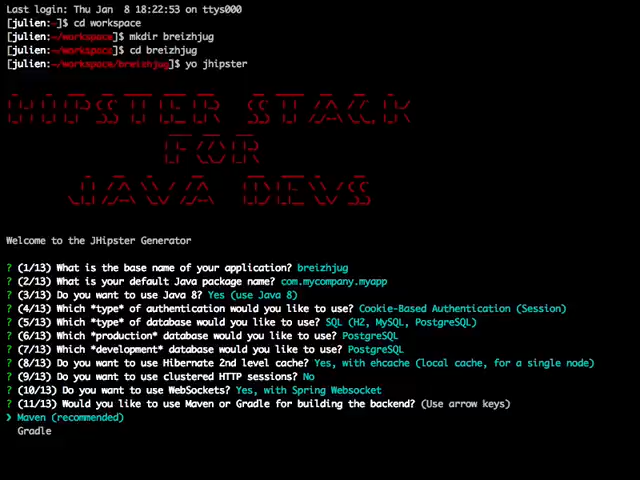 Last login: Thu Jan  8 18:22:53 on ttys000
[julien:~]$ cd workspace
[julien:~/workspace]$ mkdir breizhjug
[julien:~/workspace]$ cd breizhjug
[julien:~/workspace/breizhjug]$ yo jhipster
HIPSTER STACK
FOR
JAVA DEVS
Welcome to the JHipster Generator
? (1/13) What is the base name of your application? breizhjug
? (2/13) What is your default Java package name? com.mycompany.myapp
? (3/13) Do you want to use Java 8? Yes (use Java 8)
? (4/13) Which *type* of authentication would you like to use? Cookie-Based Authentication (Session)
? (5/13) Which *type* of database would you like to use? SQL (H2, MySQL, PostgreSQL)
? (6/13) Which *production* database would you like to use? PostgreSQL
? (7/13) Which *development* database would you like to use? PostgreSQL
? (8/13) Do you want to use Hibernate 2nd level cache? Yes, with ehcache (local cache, for a single node)
? (9/13) Do you want to use clustered HTTP sessions? No
? (10/13) Do you want to use WebSockets? Yes, with Spring Websocket
? (11/13) Would you like to use Maven or Gradle for building the backend? (Use arrow keys)
❯ Maven (recommended)
Gradle